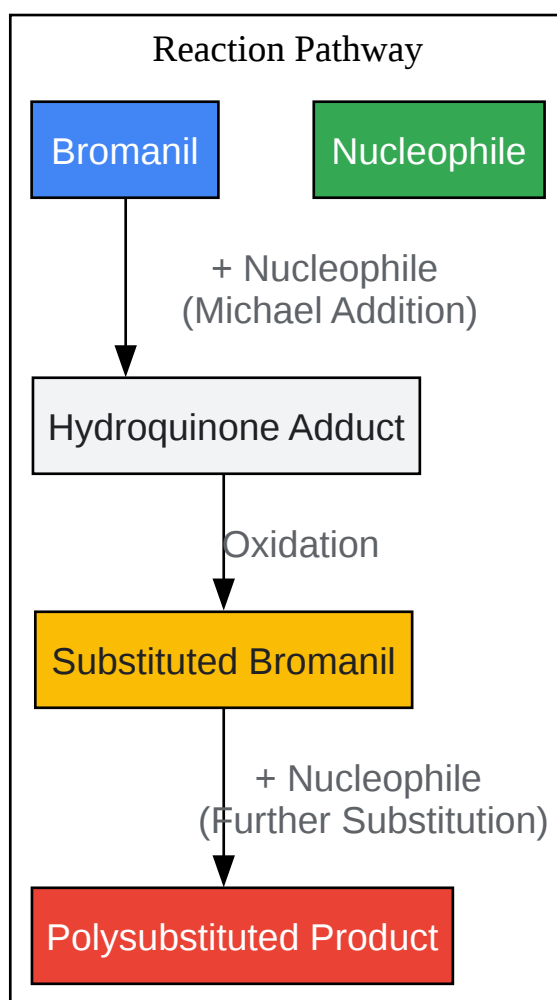 Reaction Pathway
Bromanil
Nucleophile
+ Nucleophile
(Michael Addition)
Hydroquinone Adduct
Oxidation
Substituted Bromanil
+ Nucleophile
(Further Substitution)
Polysubstituted Product